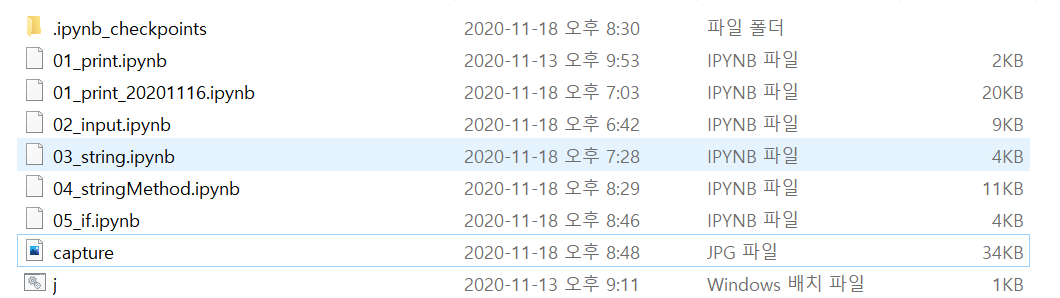 .ipynb_checkpoints 2020-11-18 오후 8:30 파일 폴더
01_print.ipynb 2020-11-13 오후 9:53 IPYNB 파일 2KB
01_print_20201116.ipynb 2020-11-18 오후 7:03 IPYNB 파일 20KB
02_input.ipynb 2020-11-18 오후 6:42 IPYNB 파일 9KB
03_string.ipynb 2020-11-18 오후 7:28 IPYNB 파일 4KB
04_stringMethod.ipynb 2020-11-18 오후 8:29 IPYNB 파일 11KB
05_if.ipynb 2020-11-18 오후 8:46 IPYNB 파일 4KB
capture 2020-11-18 오후 8:48 JPG 파일 34KB
j 2020-11-13 오후 9:11 Windows 배치 파일 1KB